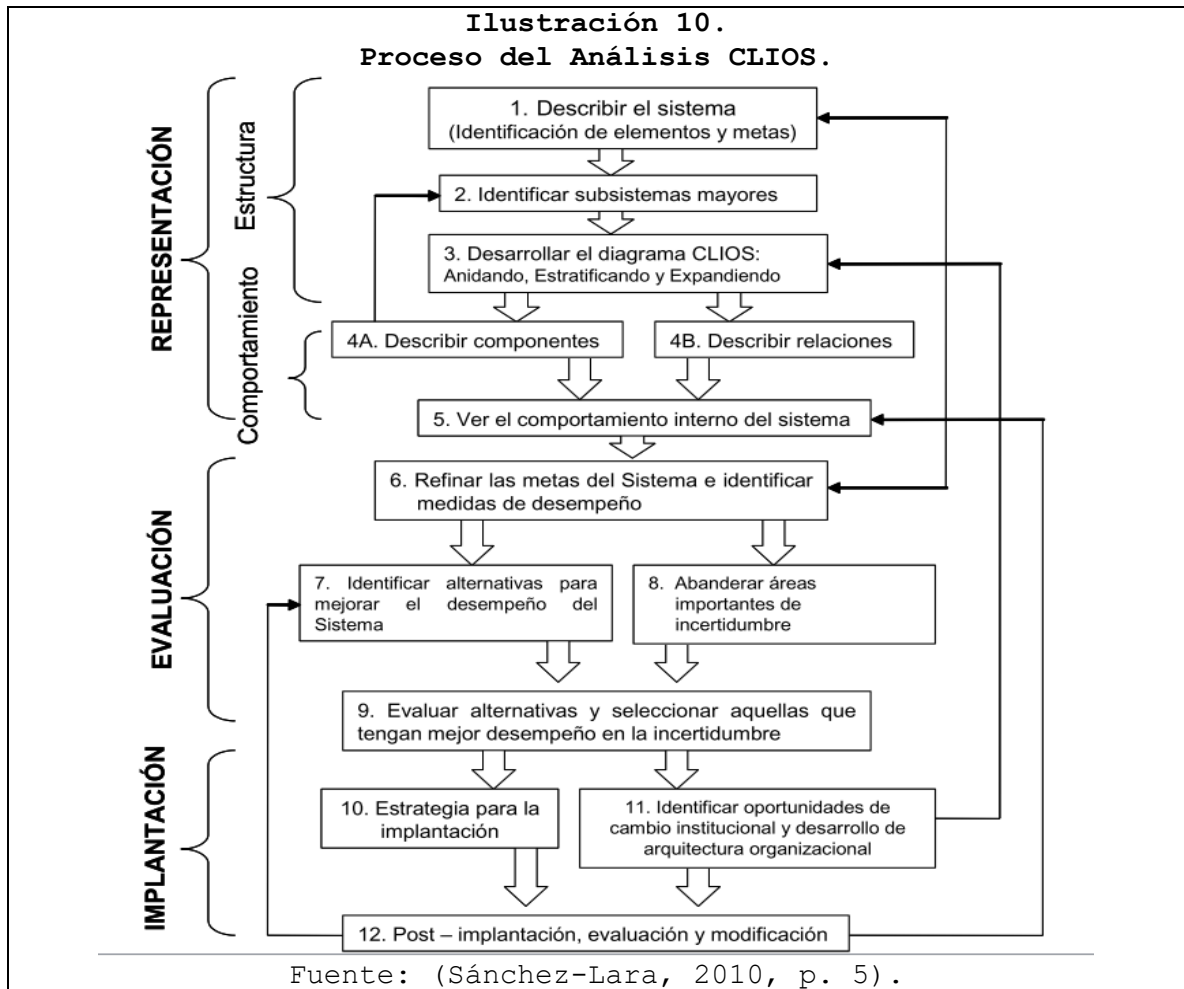 Ilustración 10.
Proceso del Análisis CLIOS.
REPRESENTACIÓN
Estructura
Comportamiento
1. Describir el sistema
(Identificación de elementos y metas)
2. Identificar subsistemas mayores
3. Desarrollar el diagrama CLIOS:
Anidando, Estratificando y Expandiendo
4A. Describir componentes
4B. Describir relaciones
5. Ver el comportamiento interno del sistema
EVALUACIÓN
6. Refinar las metas del Sistema e identificar
medidas de desempeño
7. Identificar alternativas para
mejorar el desempeño del
Sistema
8. Abanderar áreas
importantes de
incertidumbre
9. Evaluar alternativas y seleccionar aquellas que
tengan mejor desempeño en la incertidumbre
IMPLANTACIÓN
10. Estrategia para la
implantación
11. Identificar oportunidades de
cambio institucional y desarrollo de
arquitectura organizacional
12. Post – implantación, evaluación y modificación
Fuente: (Sánchez-Lara, 2010, p. 5).